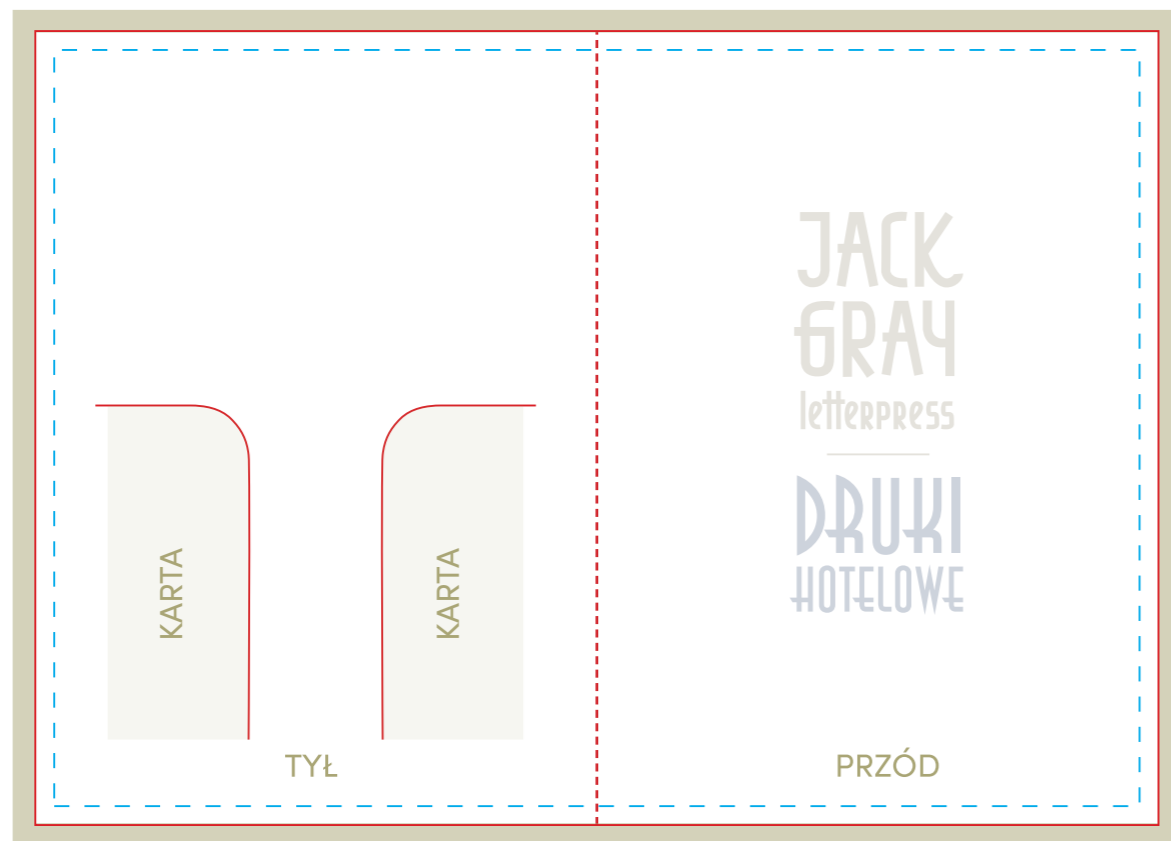 KARTA
KARTA
TYŁ
JACK
GRAY
letterpress
DRUKI
HOTELOWE
PRZÓD